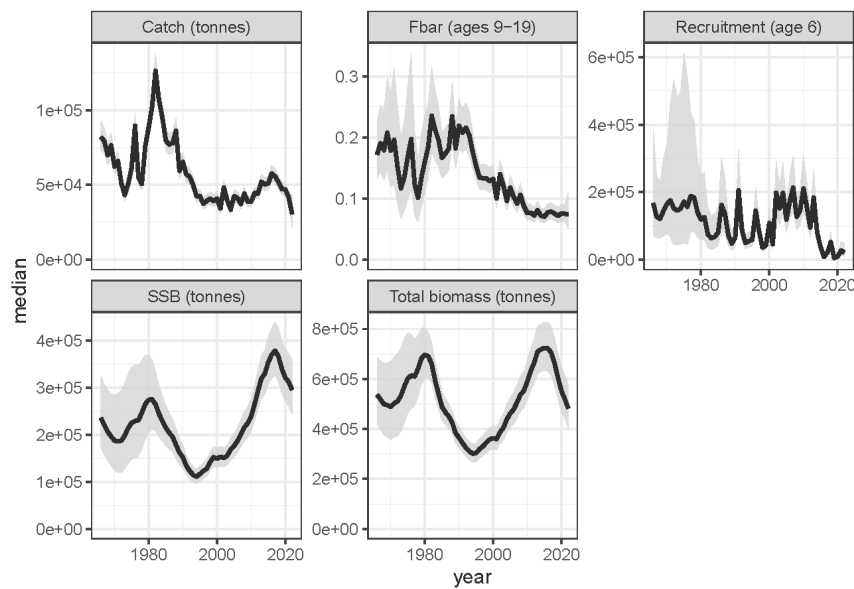 Catch (tonnes)
Fbar (ages 9−19)
Recruitment (age 6)
1e+05
5e+04
0e+00
0.3
0.2
0.1
0.0
6e+05
4e+05
2e+05
0e+00
1980
2000
2020
median
SSB (tonnes)
Total biomass (tonnes)
4e+05
3e+05
2e+05
1e+05
0e+00
8e+05
6e+05
4e+05
2e+05
0e+00
1980
2000
2020
1980
2000
2020
year